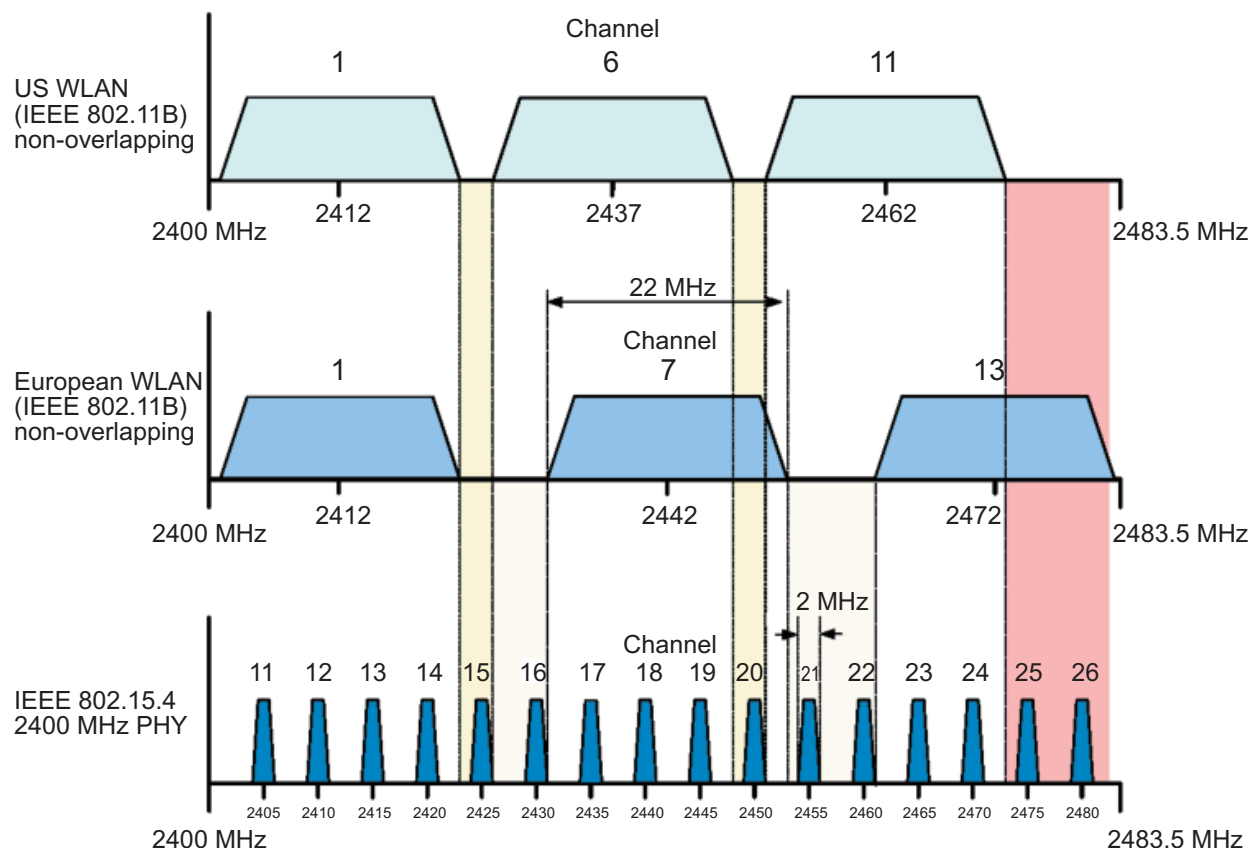 Channel
1 6 11
US WLAN
(IEEE 802.11B)
non-overlapping
2412 2437 2462
2400 MHz 2483.5 MHz
22 MHz
Channel
1 7 13
European WLAN
(IEEE 802.11B)
non-overlapping
2412 2442 2472
2400 MHz 2483.5 MHz
2 MHz
Channel
11 12 13 14 15 16 17 18 19 20 21 22 23 24 25 26
IEEE 802.15.4
2400 MHz PHY
2405 2410 2415 2420 2425 2430 2435 2440 2445 2450 2455 2460 2465 2470 2475 2480
2400 MHz 2483.5 MHz